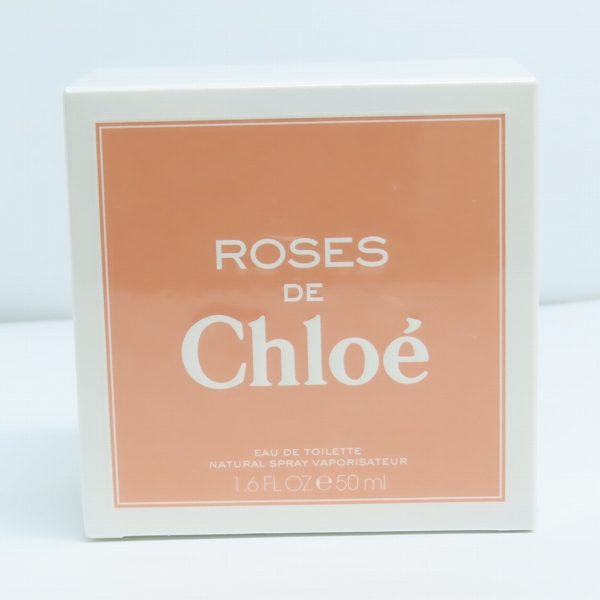 ROSES
DE
Chloé
EAU DE TOILETTE
NATURAL SPRAY VAPORISATEUR
1.6 FL OZ ℮ 50 ml